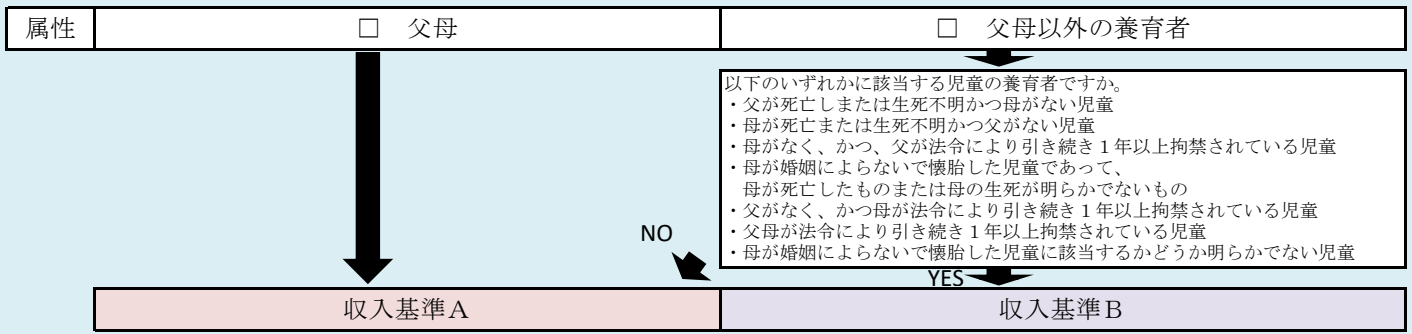 属性 □ 父母 □ 父母以外の養育者
以下のいずれかに該当する児童の養育者ですか。
・父が死亡しまたは生死不明かつ母がない児童
・母が死亡または生死不明かつ父がない児童
・母がなく、かつ、父が法令により引き続き１年以上拘禁されている児童
・母が婚姻によらないで懐胎した児童であって、
　母が死亡したものまたは母の生死が明らかでないもの
・父がなく、かつ母が法令により引き続き１年以上拘禁されている児童
・父母が法令により引き続き１年以上拘禁されている児童
・母が婚姻によらないで懐胎した児童に該当するかどうか明らかでない児童
NO
YES
収入基準Ａ 収入基準Ｂ